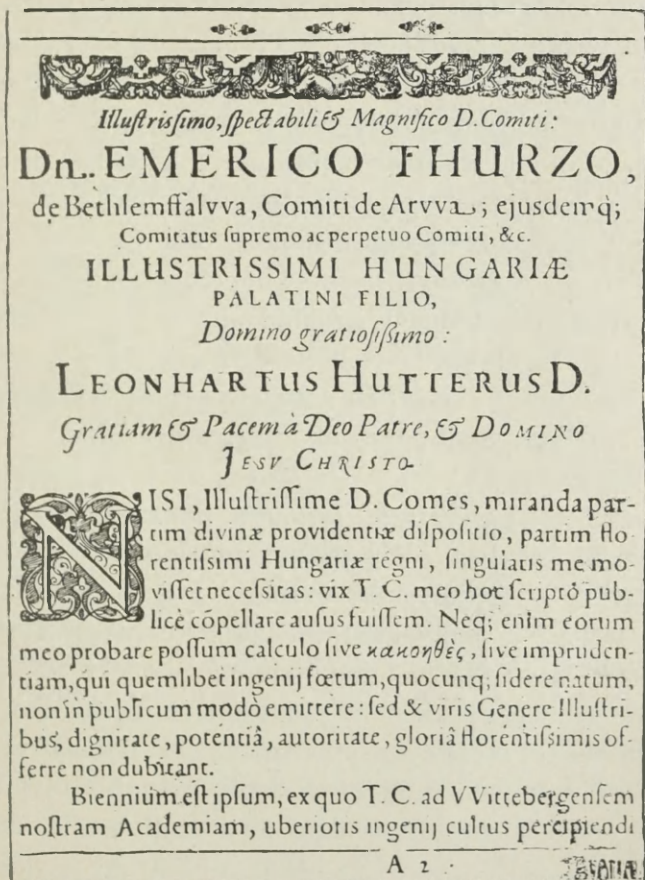 Illuſtriſsimo, ſpectabili & Magnifico D. Comiti:
Dn. EMERICO THURZO,
de Bethlemffalvva, Comiti de Arvva; ejusdemq́;
Comitatus ſupremo ac perpetuo Comiti, &c.
ILLUSTRISSIMI HUNGARIÆ
PALATINI FILIO,
Domino gratioſiſſimo:
LEONHARTUS HUTTERUS D.
Gratiam & Pacem à Deo Patre, & DOMINO
JESV CHRISTO.
NISI, Illuſtriſſime D. Comes, miranda par-
tim divinæ providentiæ diſpoſitio, partim flo-
rentiſsimi Hungariæ regni, ſingularis me mo-
viſſet neceſsitas: vix T. C. meo hoc ſcriptô pub-
licè cõpellare auſus fuiſſem. Neq; enim eorum
meo probare poſſum calculo ſive κακοηθὲς, ſive impruden-
tiam, qui quemlibet ingenij fœtum, quocunq; ſidere natum,
non in publicum modò emittere: ſed & viris Genere Illuſtri-
bus, dignitate, potentiâ, autoritate, gloriâ florentiſsimis of-
ferre non dubitant.
Biennium eſt ipſum, ex quo T. C. ad VVittebergenſem
noſtram Academiam, uberioris ingenij cultus percipiendi
A 2
gratiâ